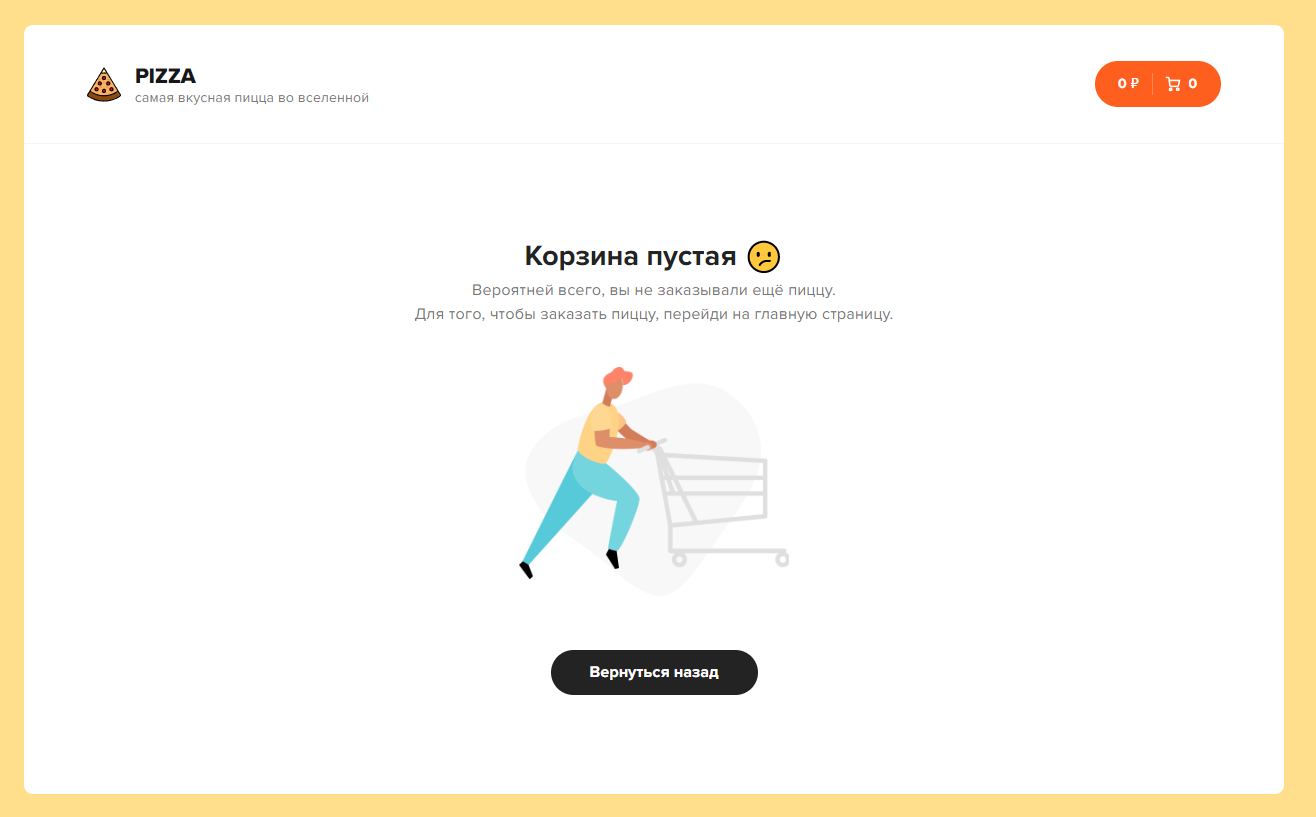 PIZZA
самая вкусная пицца во вселенной
0 ₽
0
Корзина пустая
Вероятней всего, вы не заказывали ещё пиццу.
Для того, чтобы заказать пиццу, перейди на главную страницу.
Вернуться назад